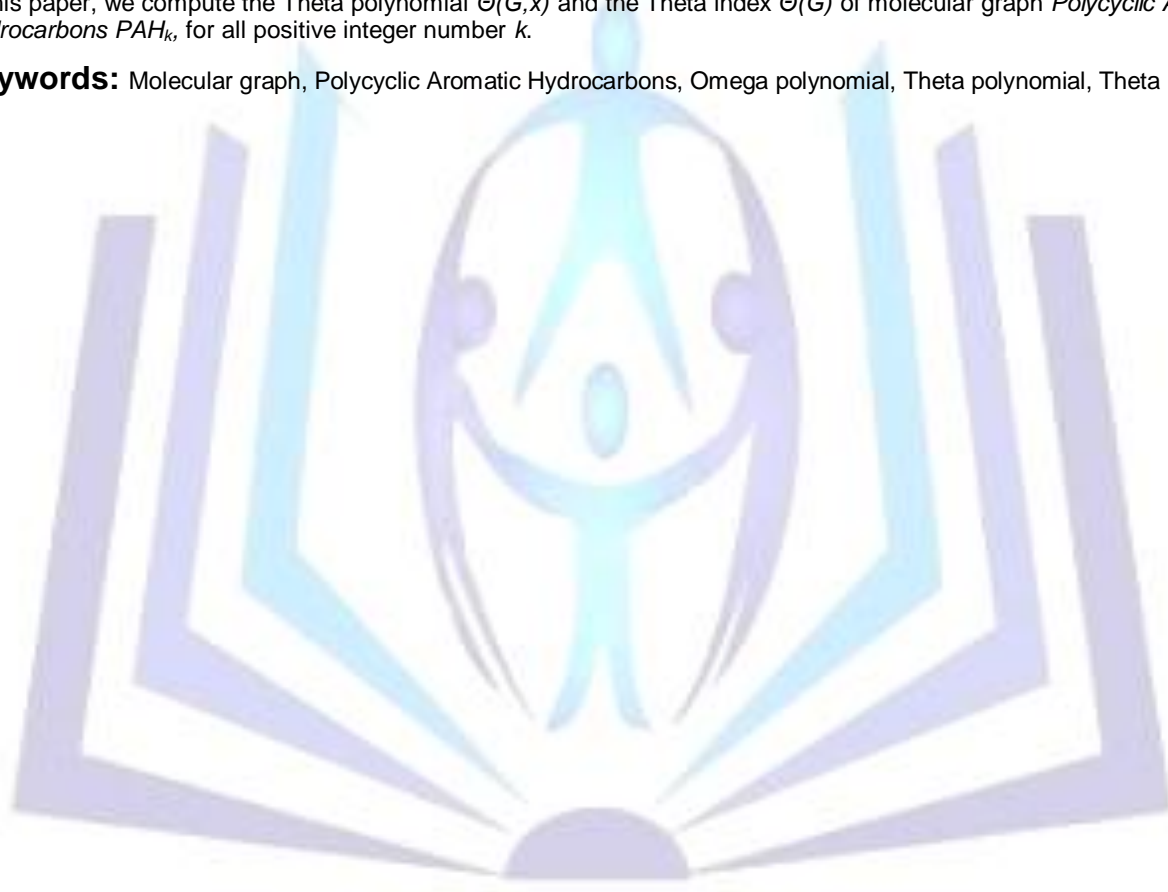 his paper, we compute the Theta polynomial Θ(G,x) and the Theta index Θ(G) of molecular graph Polycyclic A
drocarbons PAHk, for all positive integer number k.
ywords: Molecular graph, Polycyclic Aromatic Hydrocarbons, Omega polynomial, Theta polynomial, Theta